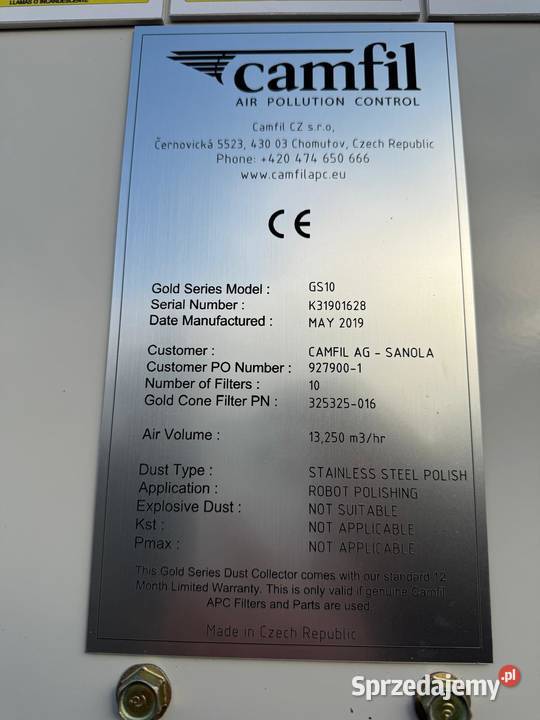 LLAMAS O INCANDESCENTE
camfil
AIR POLLUTION CONTROL
Camfil CZ s.r.o,
Černovická 5523, 430 03 Chomutov, Czech Republic
Phone: +420 474 650 666
www.camfilapc.eu
CE
Gold Series Model : GS10
Serial Number : K31901628
Date Manufactured : MAY 2019
Customer : CAMFIL AG - SANOLA
Customer PO Number : 927900-1
Number of Filters : 10
Gold Cone Filter PN : 325325-016
Air Volume : 13,250 m3/hr
Dust Type : STAINLESS STEEL POLISH
Application : ROBOT POLISHING
Explosive Dust : NOT SUITABLE
Kst : NOT APPLICABLE
Pmax : NOT APPLICABLE
This Gold Series Dust Collector comes with our standard 12
Month Limited Warranty. This is only valid if genuine Camfil
APC Filters and Parts are used.
Made in Czech Republic
Sprzedajemy.pl